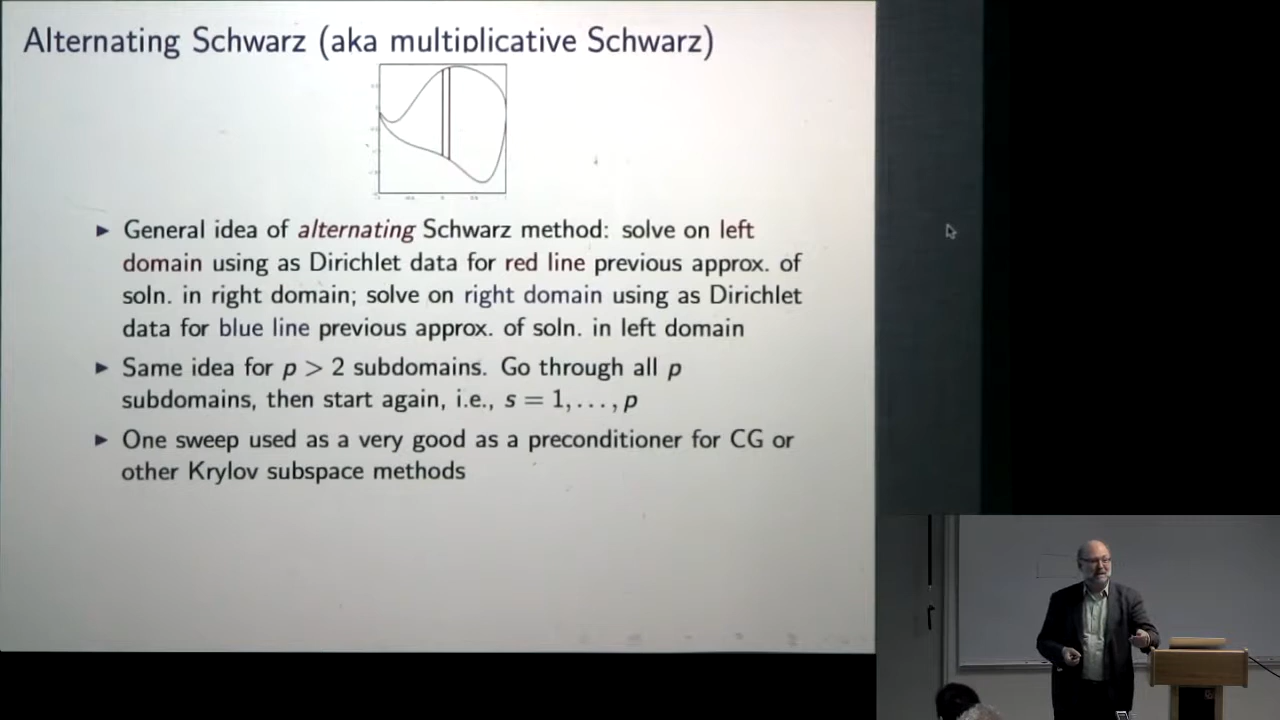 Alternating Schwarz (aka multiplicative Schwarz)
► General idea of alternating Schwarz method: solve on left
domain using as Dirichlet data for red line previous approx. of
soln. in right domain; solve on right domain using as Dirichlet
data for blue line previous approx. of soln. in left domain
► Same idea for p > 2 subdomains. Go through all p
subdomains, then start again, i.e., s = 1, . . . , p
► One sweep used as a very good as a preconditioner for CG or
other Krylov subspace methods